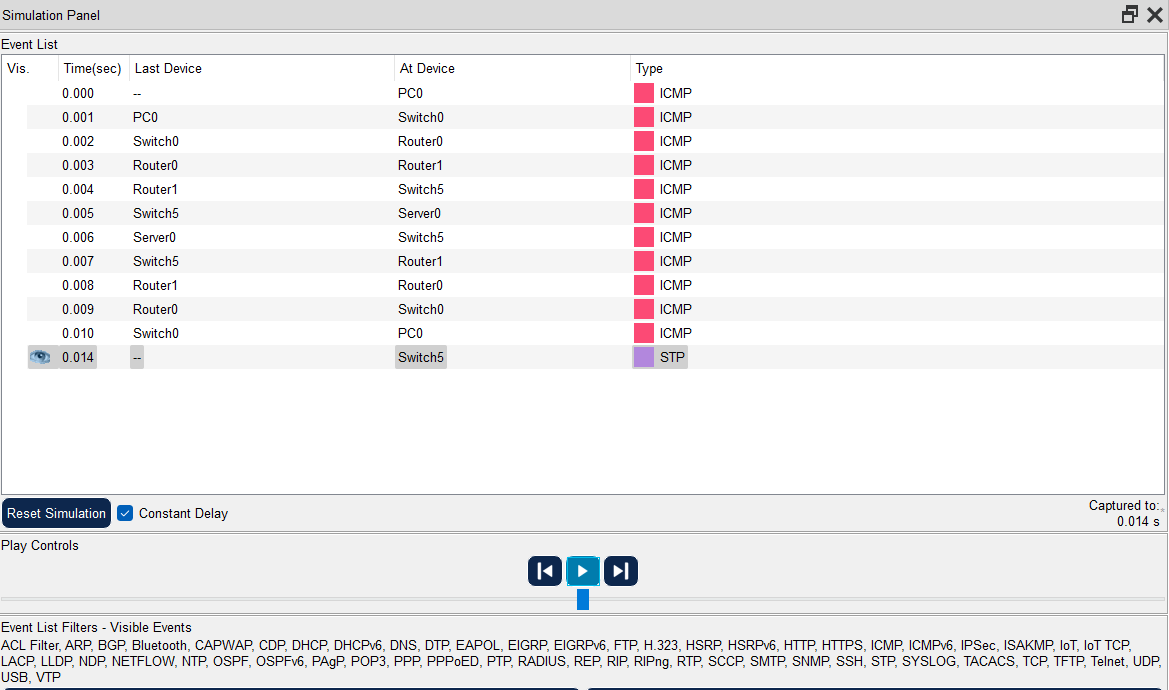 Simulation Panel
Event List
Vis. Time(sec) Last Device At Device Type
0.000 -- PC0 ICMP
0.001 PC0 Switch0 ICMP
0.002 Switch0 Router0 ICMP
0.003 Router0 Router1 ICMP
0.004 Router1 Switch5 ICMP
0.005 Switch5 Server0 ICMP
0.006 Server0 Switch5 ICMP
0.007 Switch5 Router1 ICMP
0.008 Router1 Router0 ICMP
0.009 Router0 Switch0 ICMP
0.010 Switch0 PC0 ICMP
0.014 -- Switch5 STP
Reset Simulation Constant Delay Captured to:*
0.014 s
Play Controls
Event List Filters - Visible Events
ACL Filter, ARP, BGP, Bluetooth, CAPWAP, CDP, DHCP, DHCPv6, DNS, DTP, EAPOL, EIGRP, EIGRPv6, FTP, H.323, HSRP, HSRPv6, HTTP, HTTPS, ICMP, ICMPv6, IPSec, ISAKMP, IoT, IoT TCP,
LACP, LLDP, NDP, NETFLOW, NTP, OSPF, OSPFv6, PAgP, POP3, PPP, PPPoED, PTP, RADIUS, REP, RIP, RIPng, RTP, SCCP, SMTP, SNMP, SSH, STP, SYSLOG, TACACS, TCP, TFTP, Telnet, UDP,
USB, VTP